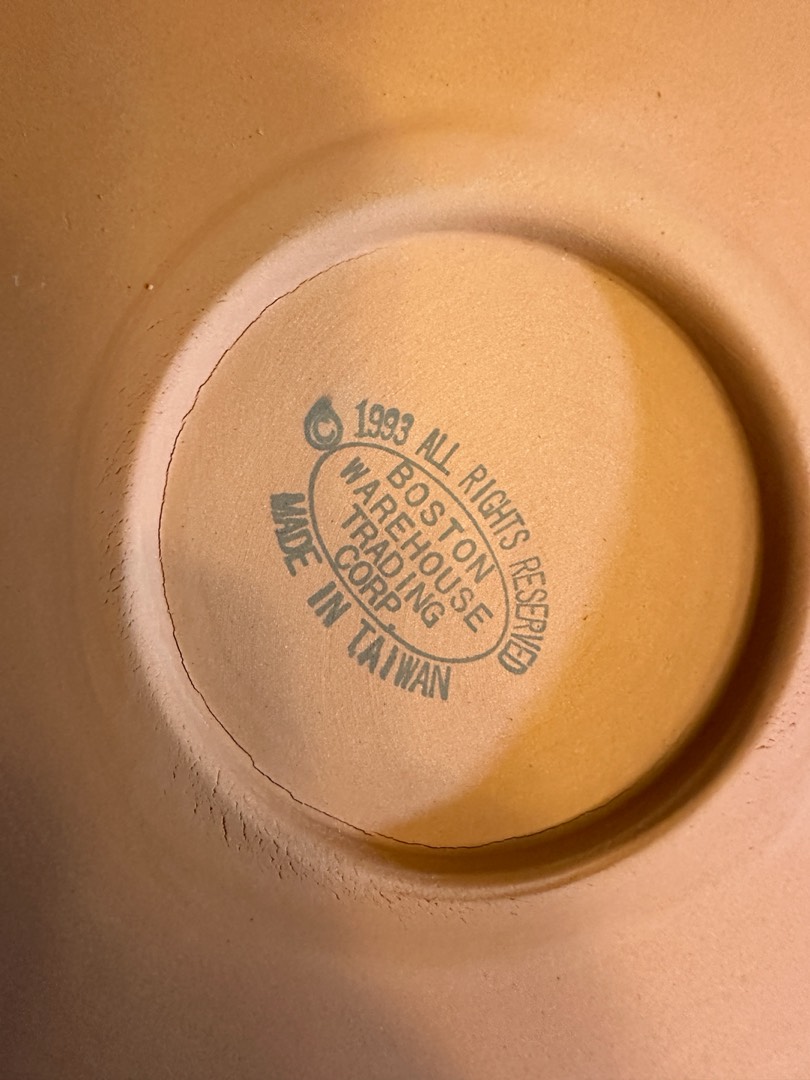 © 1993 ALL RIGHTS RESERVED
BOSTON
WAREHOUSE
TRADING
CORP.
MADE IN TAIWAN